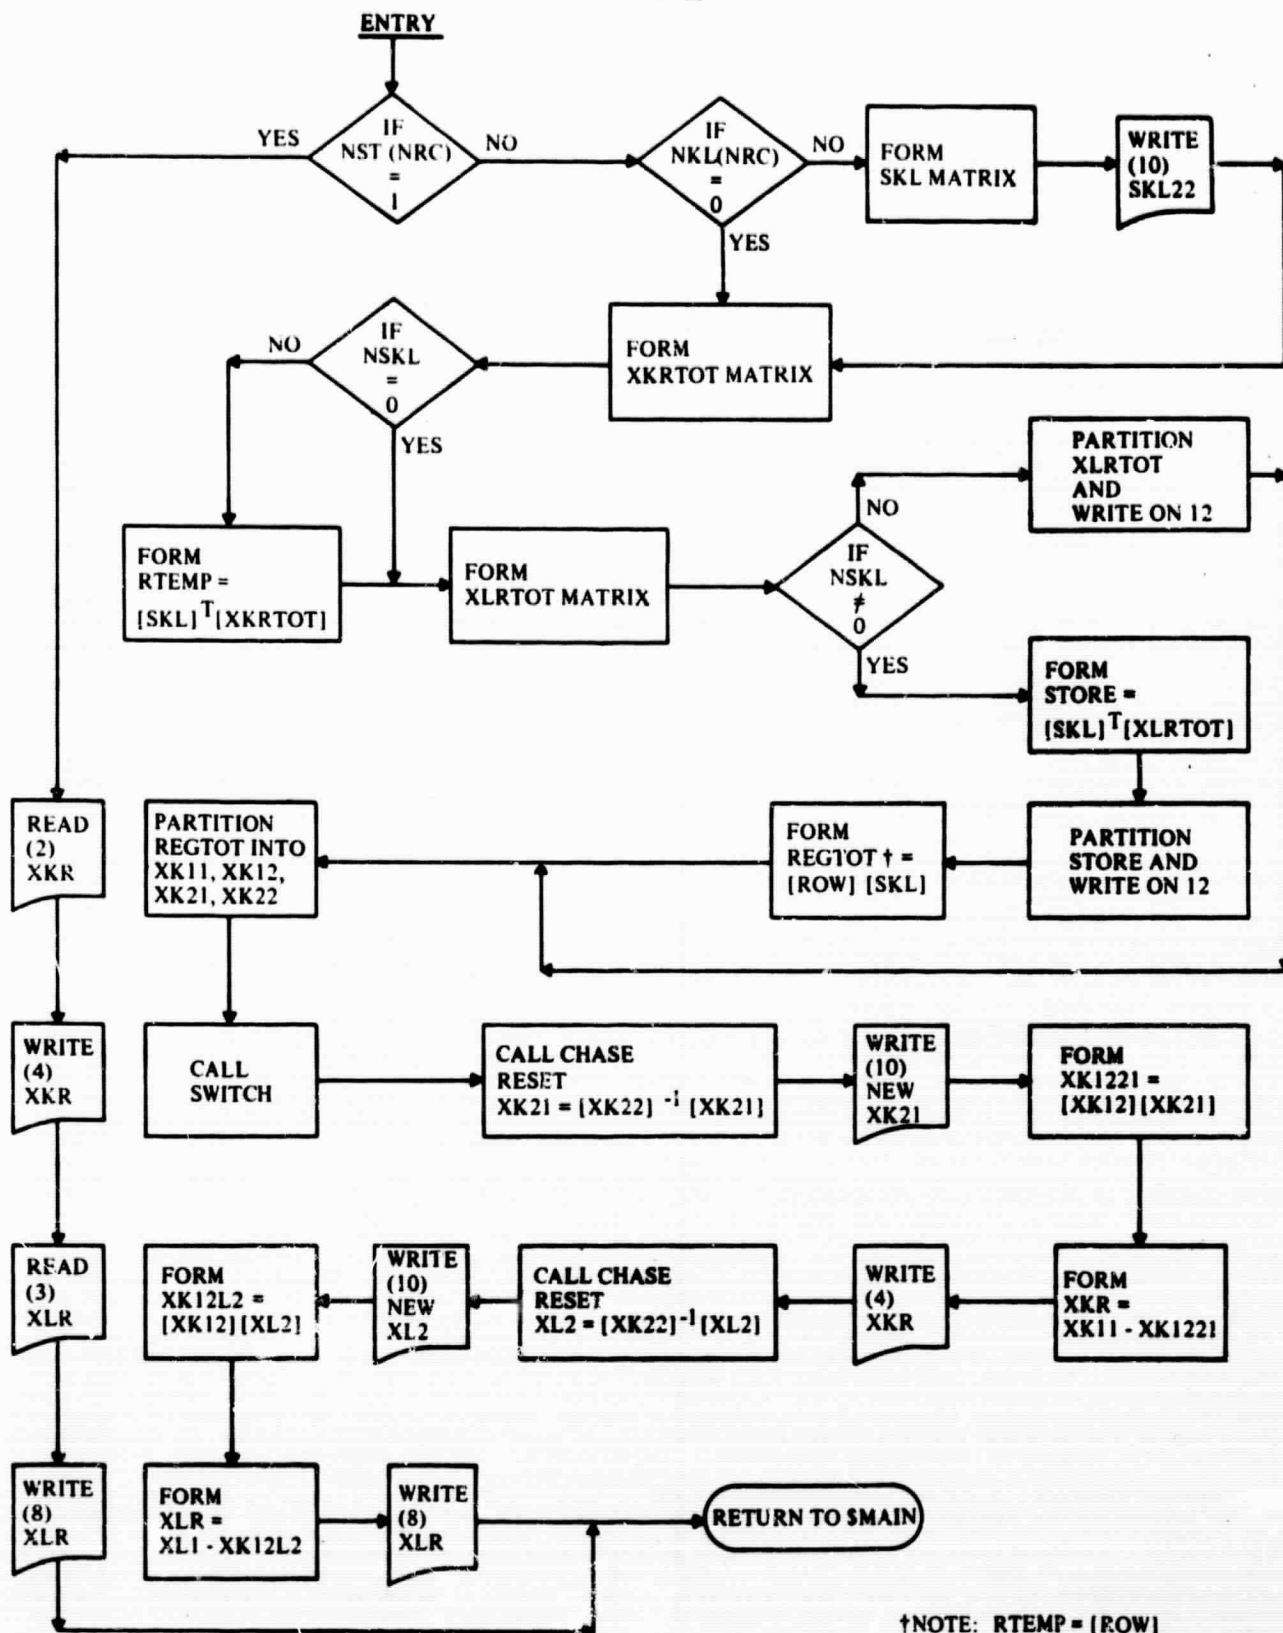 ENTRY
IF
NST (NRC)
=
1
YES
NO
IF
NKL(NRC)
=
0
NO
YES
FORM
SKL MATRIX
WRITE
(10)
SKL22
IF
NSKL
=
0
NO
YES
FORM
XKRTOT MATRIX
PARTITION
XLRTOT
AND
WRITE ON 12
FORM
RTEMP =
[SKL]T[XKRTOT]
FORM
XLRTOT MATRIX
NO
IF
NSKL
≠
0
YES
FORM
STORE =
[SKL]T[XLRTOT]
READ
(2)
XKR
PARTITION
REGTOT INTO
XK11, XK12,
XK21, XK22
FORM
REGTOT † =
[ROW] [SKL]
PARTITION
STORE AND
WRITE ON 12
WRITE
(4)
XKR
CALL
SWITCH
CALL CHASE
RESET
XK21 = [XK22] -1 [XK21]
WRITE
(10)
NEW
XK21
FORM
XK1221 =
[XK12] [XK21]
READ
(3)
XLR
FORM
XK12L2 =
[XK12] [XL2]
WRITE
(10)
NEW
XL2
CALL CHASE
RESET
XL2 = [XK22]-1 [XL2]
WRITE
(4)
XKR
FORM
XKR =
XK11 - XK1221
WRITE
(8)
XLR
FORM
XLR =
XL1 - XK12L2
WRITE
(8)
XLR
RETURN TO $MAIN
†NOTE: RTEMP = [ROW]